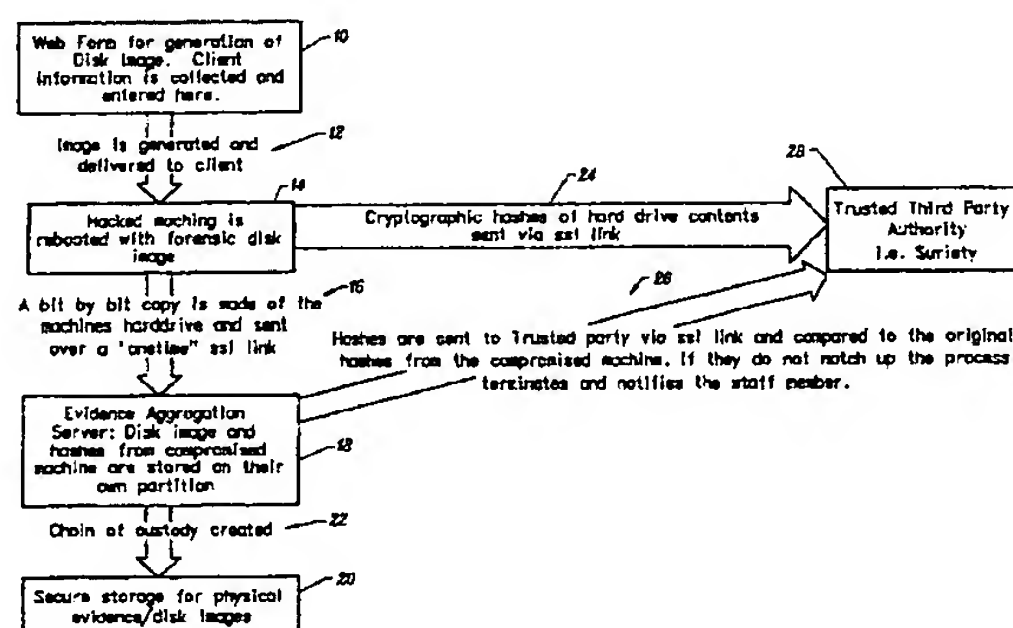 Web Form for generation of
Disk Image. Client
information is collected and
entered here.
10
Image is generated and
delivered to client
12
Hacked maching is
rebooted with forensic disk
image
14
Cryptographic hashes of hard drive contents
sent via ssl link
24
Trusted Third Party
Authority
i.e. Suriety
28
A bit by bit copy is made of the
machines harddrive and sent
over a "onetime" ssl link
16
Hashes are sent to Trusted party via ssl link and compared to the original
hashes from the compromised machine. If they do not match up the process
terminates and notifies the staff member.
26
Evidence Aggregation
Server: Disk image and
hashes from compromised
machine are stored on their
own partition
18
Chain of custody created
22
Secure storage for physical
evidence/disk images
20